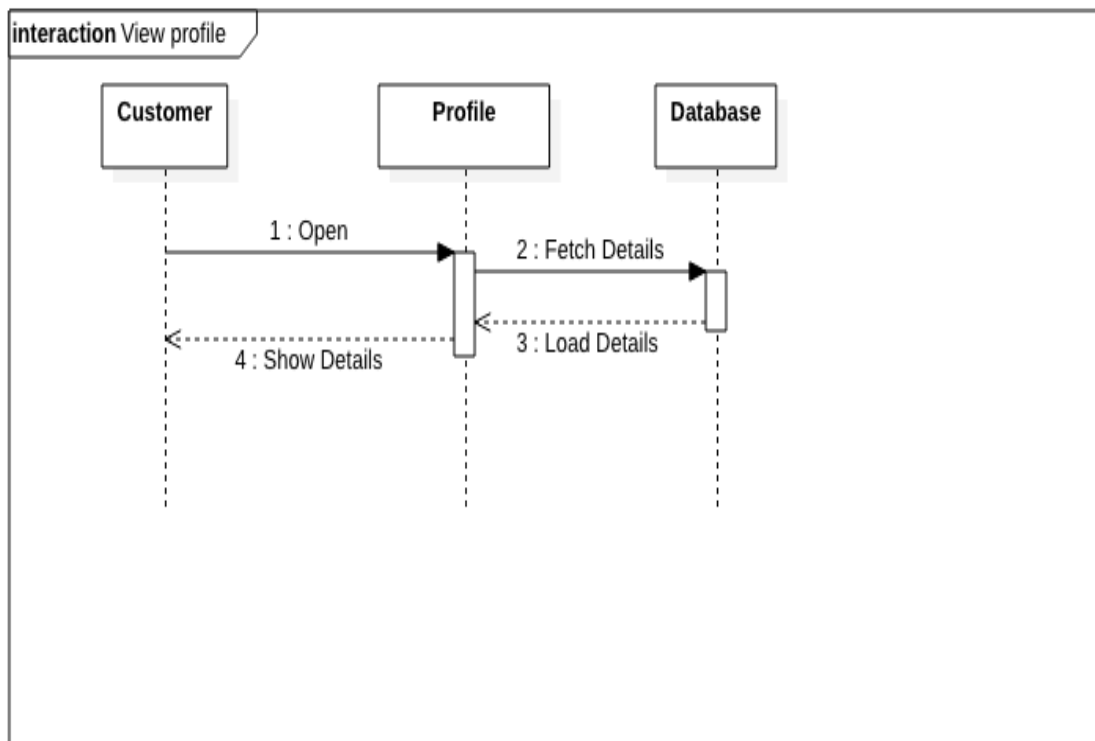 interaction View profile
Customer
Profile
Database
1 : Open
2 : Fetch Details
3 : Load Details
4 : Show Details